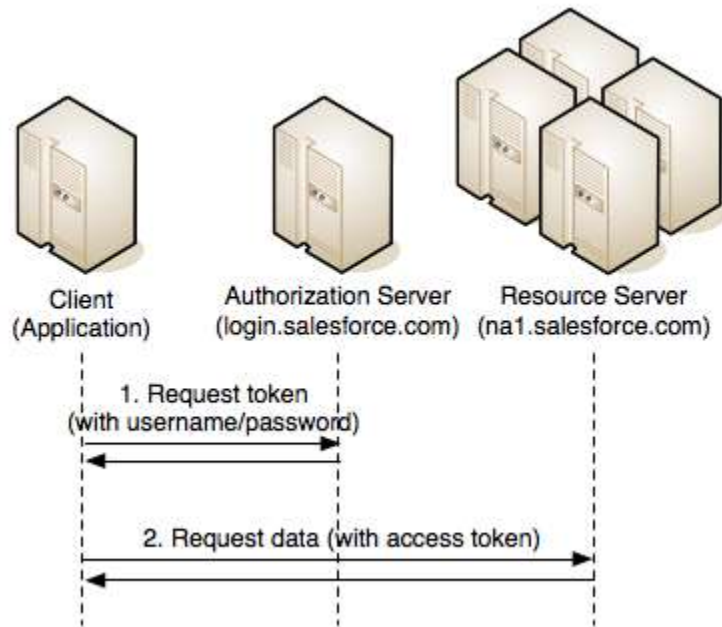 Client
(Application)
Authorization Server
(login.salesforce.com)
Resource Server
(na1.salesforce.com)
1. Request token
(with username/password)
2. Request data (with access token)